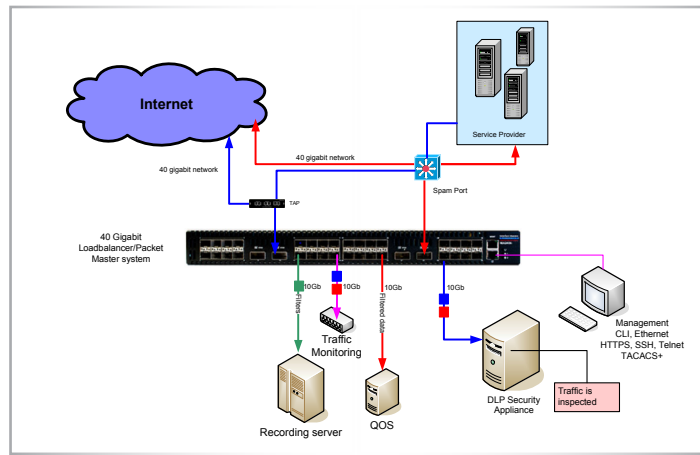 Internet
Service Provider
40 gigabit network
40 gigabit network
Spam Port
TAP
40 Gigabit
Loadbalancer/Packet
Master system
10Gb
10Gb
10Gb
10Gb
Filters
Filtered data
Traffic
Monitoring
Management
CLI, Ethernet
HTTPS, SSH, Telnet
TACACS+
Recording server
QOS
DLP Security
Appliance
Traffic is
inspected